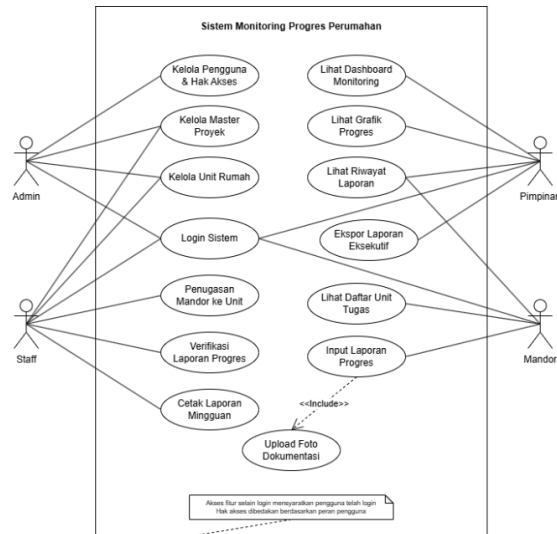 Sistem Monitoring Progres Perumahan
Kelola Pengguna
& Hak Akses
Lihat Dashboard
Monitoring
Kelola Master
Proyek
Lihat Grafik
Progres
Kelola Unit Rumah
Lihat Riwayat
Laporan
Admin
Pimpinan
Login Sistem
Ekspor Laporan
Eksekutif
Penugasan
Mandor ke Unit
Lihat Daftar Unit
Tugas
Verifikasi
Laporan Progres
Input Laporan
Progres
Staff
Mandor
Cetak Laporan
Mingguan
<<Include>>
Upload Foto
Dokumentasi
Akses fitur selain login mensyaratkan pengguna telah login
Hak akses dibedakan berdasarkan peran pengguna